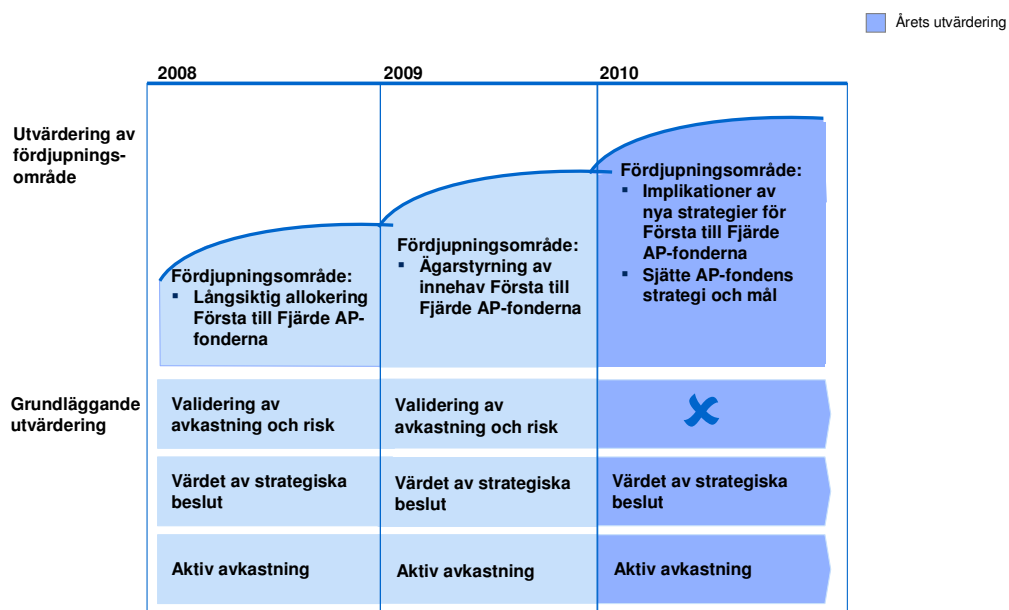 Årets utvärdering
2008
2009
2010
Utvärdering av
fördjupnings-
område
Fördjupningsområde:
▪ Långsiktig allokering
Första till Fjärde AP-
fonderna
Fördjupningsområde:
▪ Ägarstyrning av
innehav Första till
Fjärde AP-fonderna
Fördjupningsområde:
▪ Implikationer av
nya strategier för
Första till Fjärde
AP-fonderna
▪ Sjätte AP-fondens
strategi och mål
Grundläggande
utvärdering
Validering av
avkastning och risk
Validering av
avkastning och risk
Värdet av strategiska
beslut
Värdet av strategiska
beslut
Värdet av strategiska
beslut
Aktiv avkastning
Aktiv avkastning
Aktiv avkastning